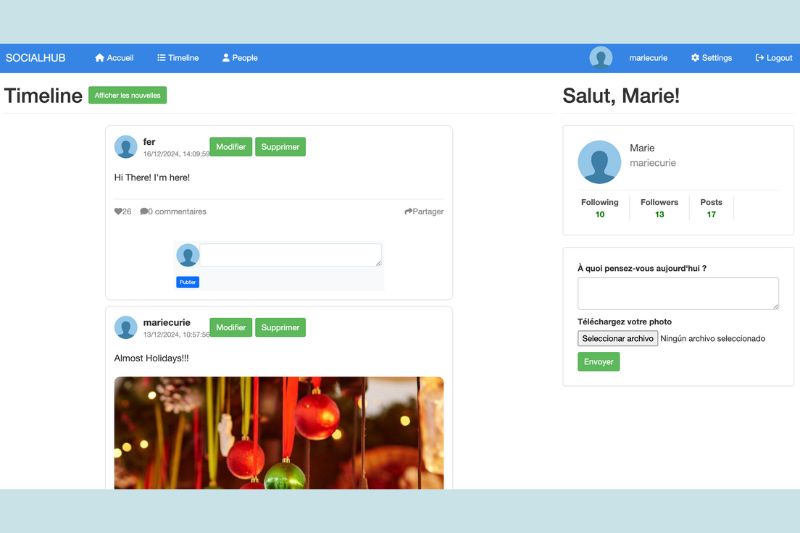 SOCIALHUB Accueil Timeline People mariecurie Settings Logout
Timeline Afficher les nouvelles
fer
16/12/2024, 14:09:59
Modifier Supprimer
Hi There! I'm here!
26 0 commentaires Partager
Publier
mariecurie
13/12/2024, 10:57:56
Modifier Supprimer
Almost Holidays!!!
Salut, Marie!
Marie
mariecurie
Following Followers Posts
10 13 17
À quoi pensez-vous aujourd'hui ?
Téléchargez votre photo
Seleccionar archivo Ningún archivo seleccionado
Envoyer